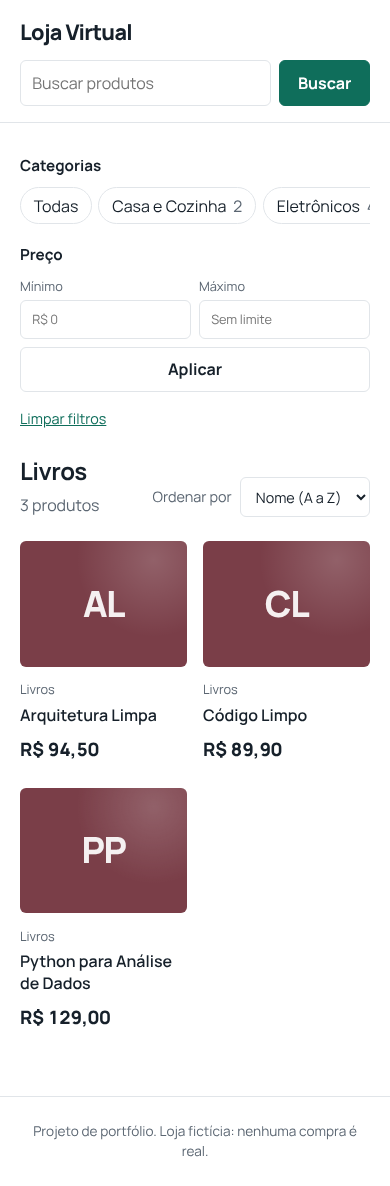 Loja Virtual
Buscar produtos
Buscar
Categorias
Todas
Casa e Cozinha 2
Eletrônicos
Preço
Mínimo
Máximo
R$ 0
Sem limite
Aplicar
Limpar filtros
Livros
3 produtos
Ordenar por
Nome (A a Z)
AL
CL
Livros
Livros
Arquitetura Limpa
Código Limpo
R$ 94,50
R$ 89,90
PP
Livros
Python para Análise
de Dados
R$ 129,00
Projeto de portfólio. Loja fictícia: nenhuma compra é
real.